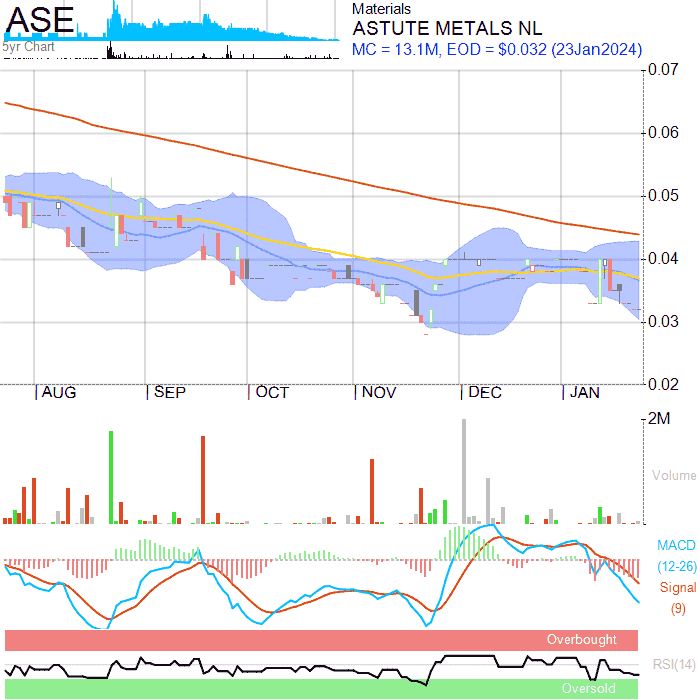 ASE
5yr Chart
Materials
ASTUTE METALS NL
MC = 13.1M, EOD = $0.032 (23Jan2024)
0.07
0.06
0.05
0.04
0.03
0.02
AUG SEP OCT NOV DEC JAN
2M
Volume
MACD
(12-26)
Signal
(9)
Overbought
RSI(14)
Oversold